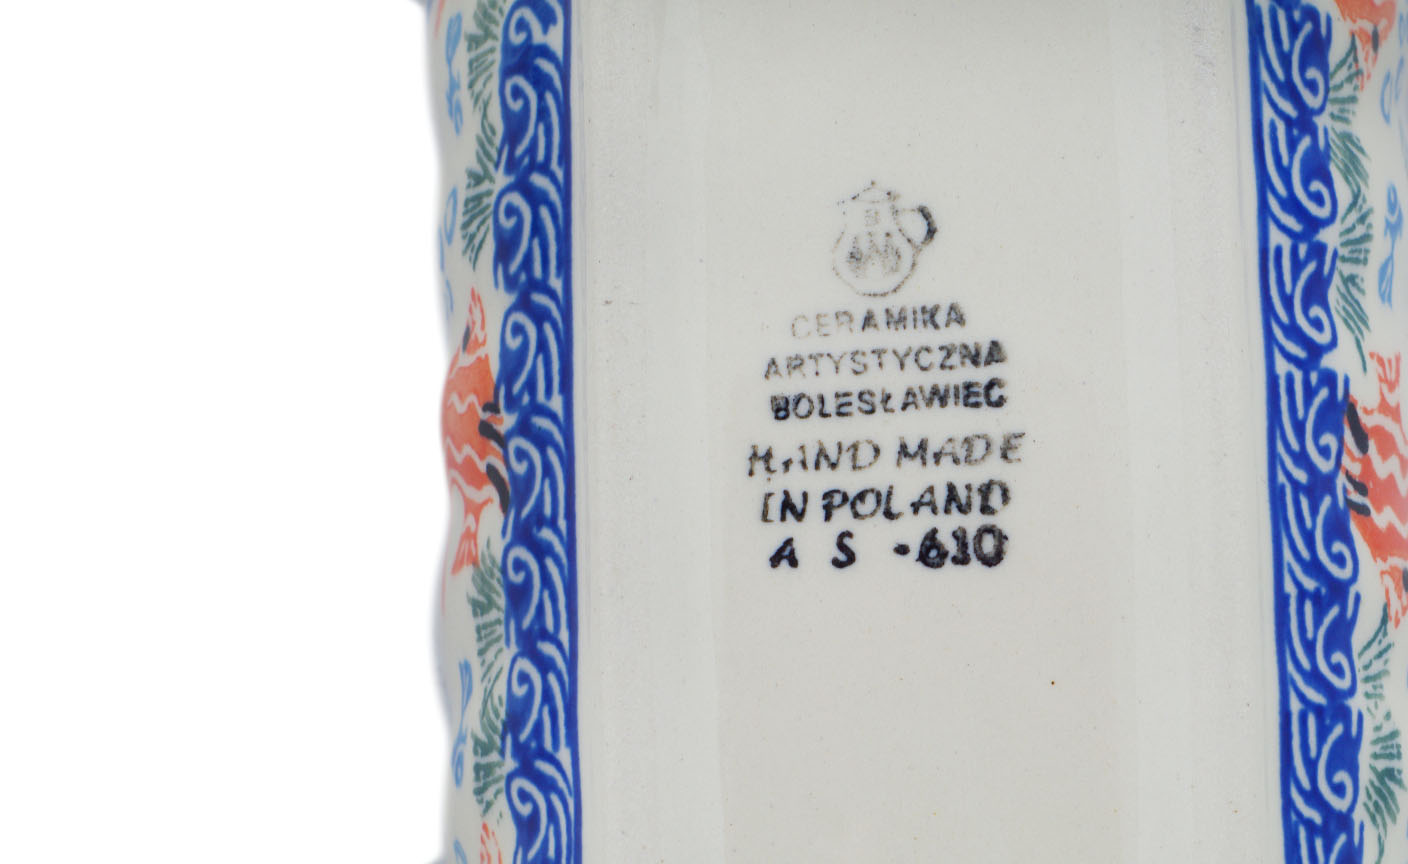 CERAMIKA
ARTYSTYCZNA
BOLESŁAWIEC
HAND MADE
IN POLAND
A S -610